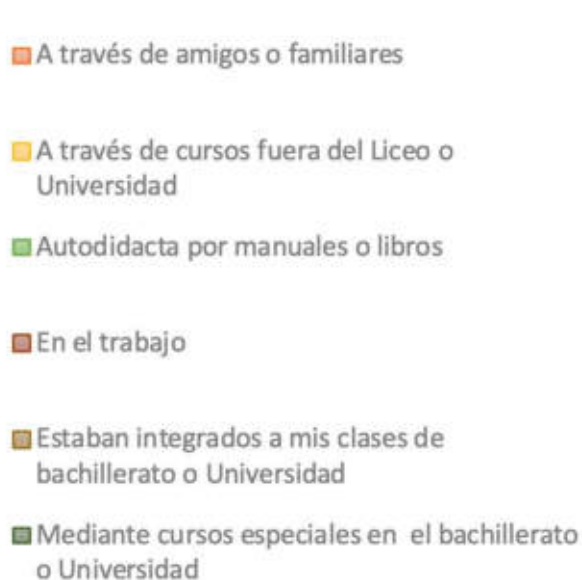 A través de amigos o familiares
A través de cursos fuera del Liceo o
Universidad
Autodidacta por manuales o libros
En el trabajo
Estaban integrados a mis clases de
bachillerato o Universidad
Mediante cursos especiales en el bachillerato
o Universidad